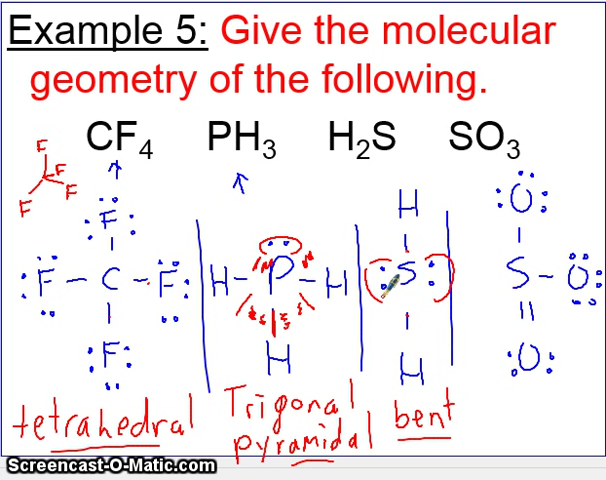 Example 5: Give the molecular
geometry of the following.
CF4 PH3 H2S SO3
F
F F F
F
F - C - F
F
H - P - H
H
H
S
H
O
S - O
O
tetrahedral
Trigonal
pyramidal
bent
Screencast-O-Matic.com